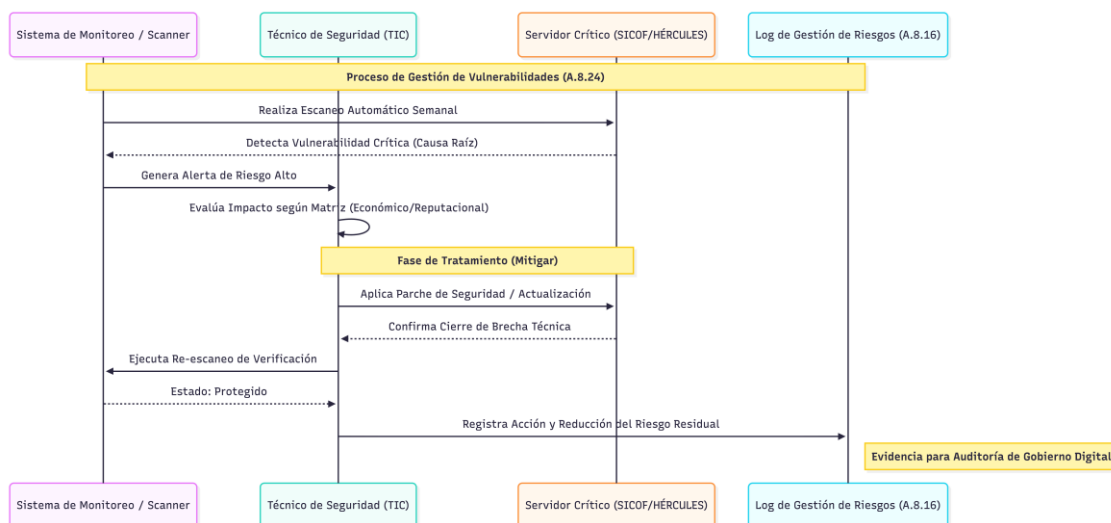 Sistema de Monitoreo / Scanner
Técnico de Seguridad (TIC)
Servidor Crítico (SICOF/HÉRCULES)
Log de Gestión de Riesgos (A.8.16)
Proceso de Gestión de Vulnerabilidades (A.8.24)
Realiza Escaneo Automático Semanal
Detecta Vulnerabilidad Crítica (Causa Raíz)
Genera Alerta de Riesgo Alto
Evalúa Impacto según Matriz (Económico/Reputacional)
Fase de Tratamiento (Mitigar)
Aplica Parche de Seguridad / Actualización
Confirma Cierre de Brecha Técnica
Ejecuta Re-escaneo de Verificación
Estado: Protegido
Registra Acción y Reducción del Riesgo Residual
Evidencia para Auditoría de Gobierno Digital
Sistema de Monitoreo / Scanner
Técnico de Seguridad (TIC)
Servidor Crítico (SICOF/HÉRCULES)
Log de Gestión de Riesgos (A.8.16)